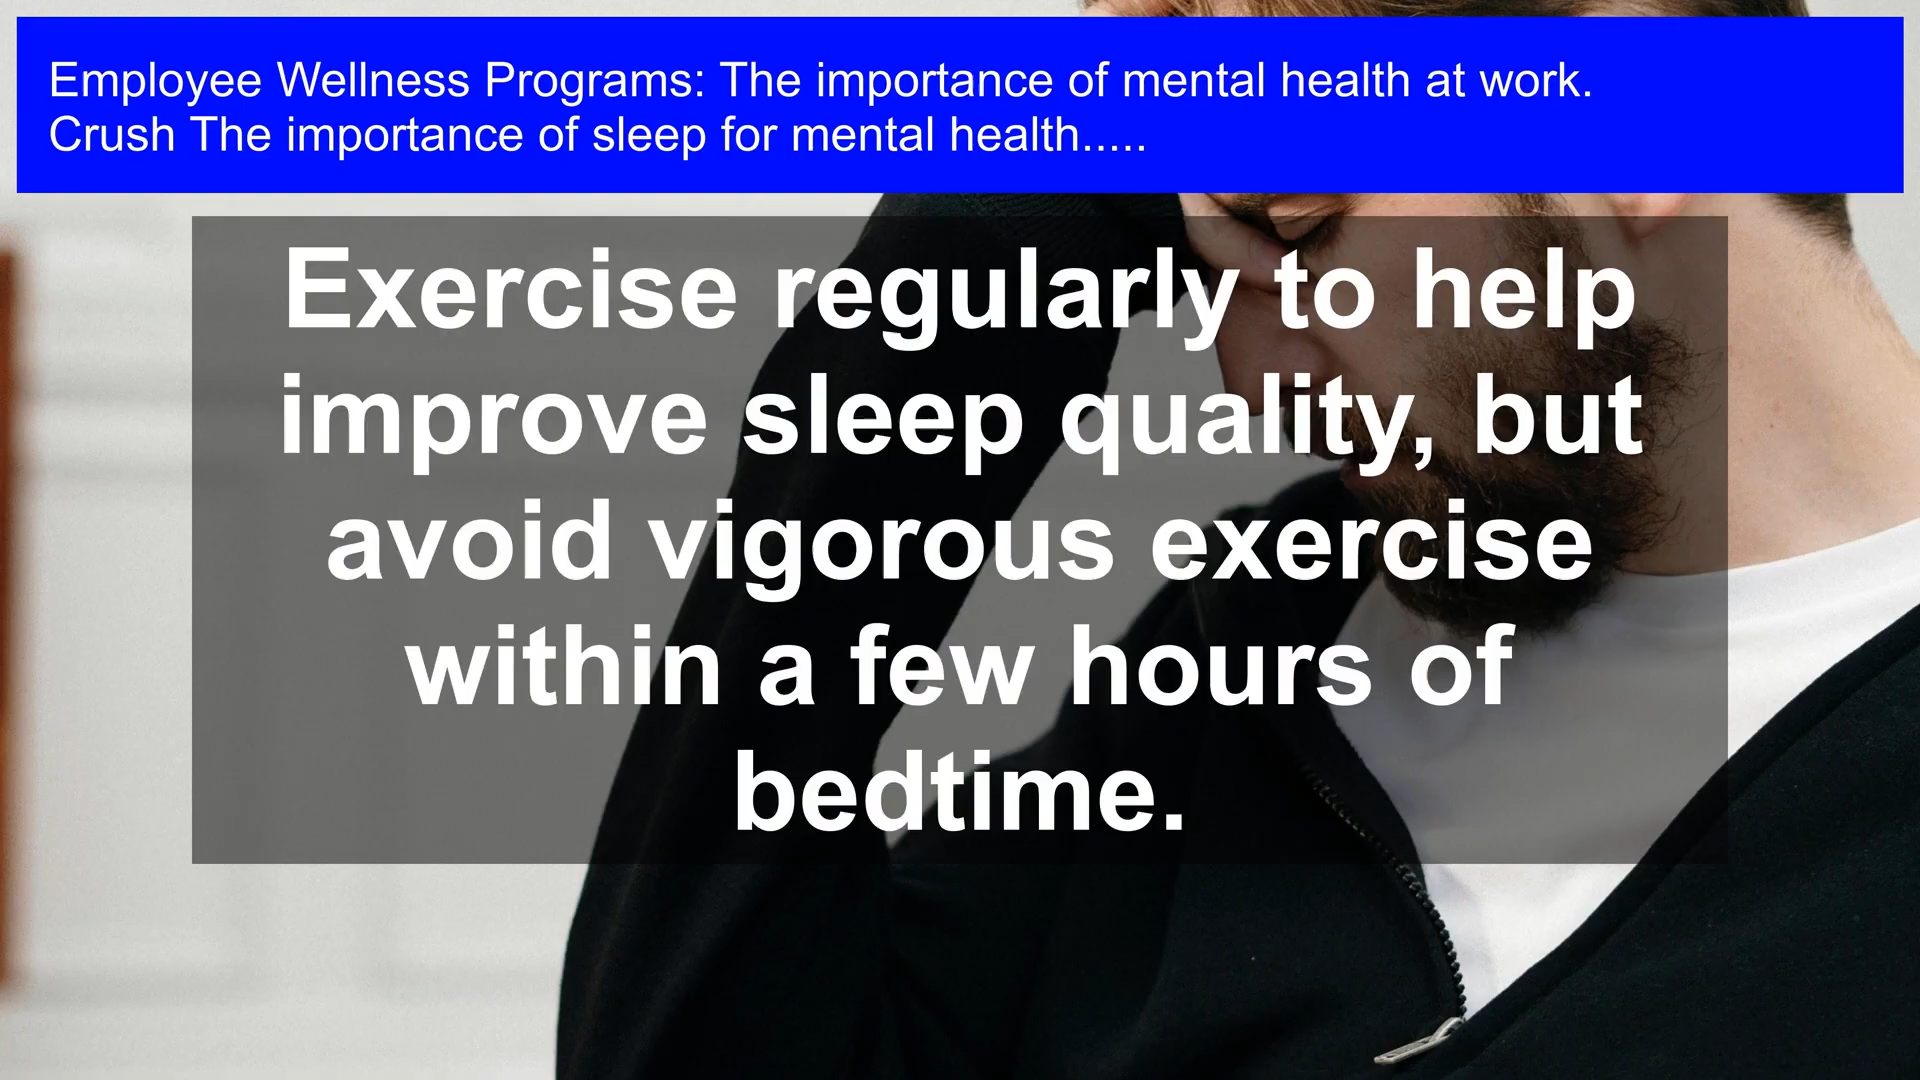 Employee Wellness Programs: The importance of mental health at work.
Crush The importance of sleep for mental health.....
Exercise regularly to help
improve sleep quality, but
avoid vigorous exercise
within a few hours of
bedtime.